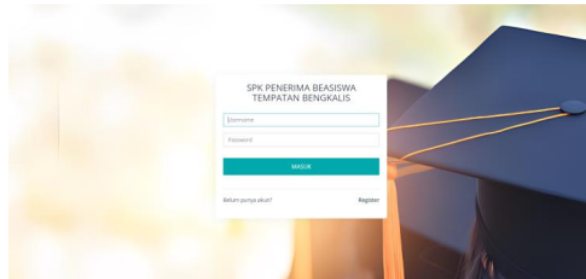 SPK PENERIMA BEASISWA
TEMPATAN BENGKALIS
Username
Password
MASUK
Belum punya akun? Register